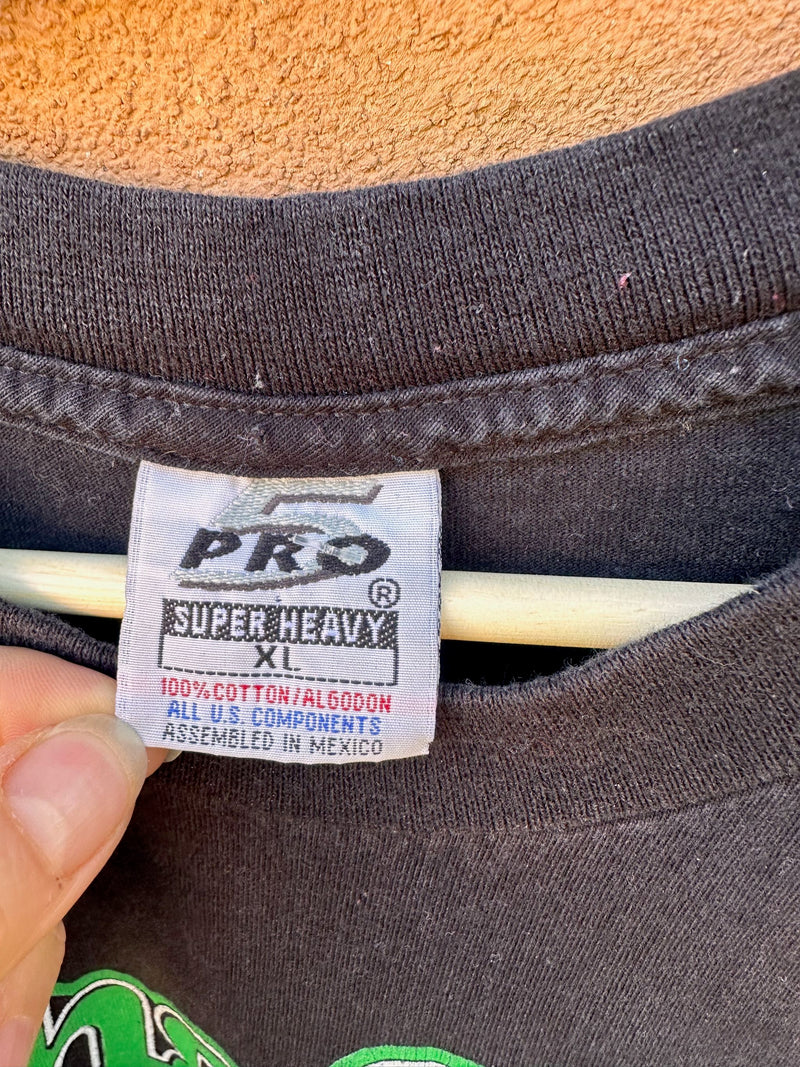 5
PRO
®
SUPER HEAVY
XL
100% COTTON/ALGODON
ALL U.S. COMPONENTS
ASSEMBLED IN MEXICO